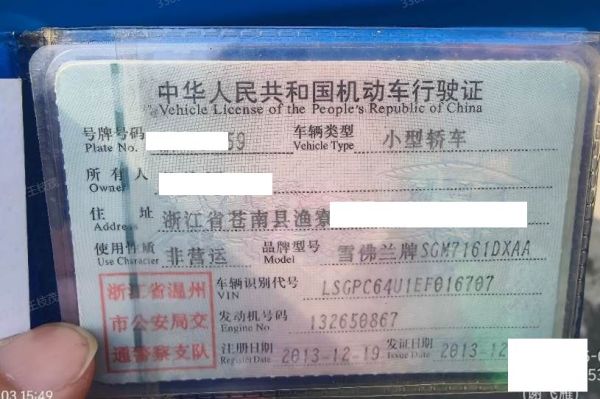 中华人民共和国机动车行驶证
Vehicle License of the People's Republic of China
号牌号码 59 车辆类型 小型轿车
Plate No. Vehicle Type
所有人
Owner
住址 浙江省苍南县渔寮
Address
使用性质 非营运 品牌型号 雪佛兰牌SGM7161DXAA
Use Character Model
浙江省温州 车辆识别代号 LSGPC64U1EF016707
VIN
市公安局交 发动机号码 132650867
Engine No.
通警察支队 注册日期 2013-12-19 发证日期 2013-12
Register Date Issue Date
03 15:49